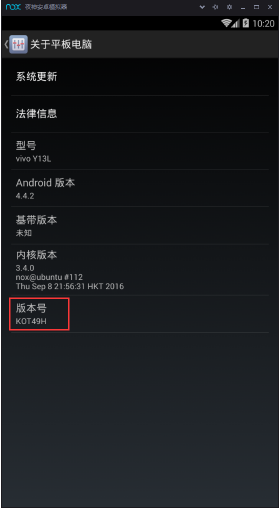 nox 夜神安卓模拟器
10:20
关于平板电脑
系统更新
法律信息
型号
vivo Y13L
Android 版本
4.4.2
基带版本
未知
内核版本
3.4.0
nox@ubuntu #112
Thu Sep 8 21:56:31 HKT 2016
版本号
KOT49H